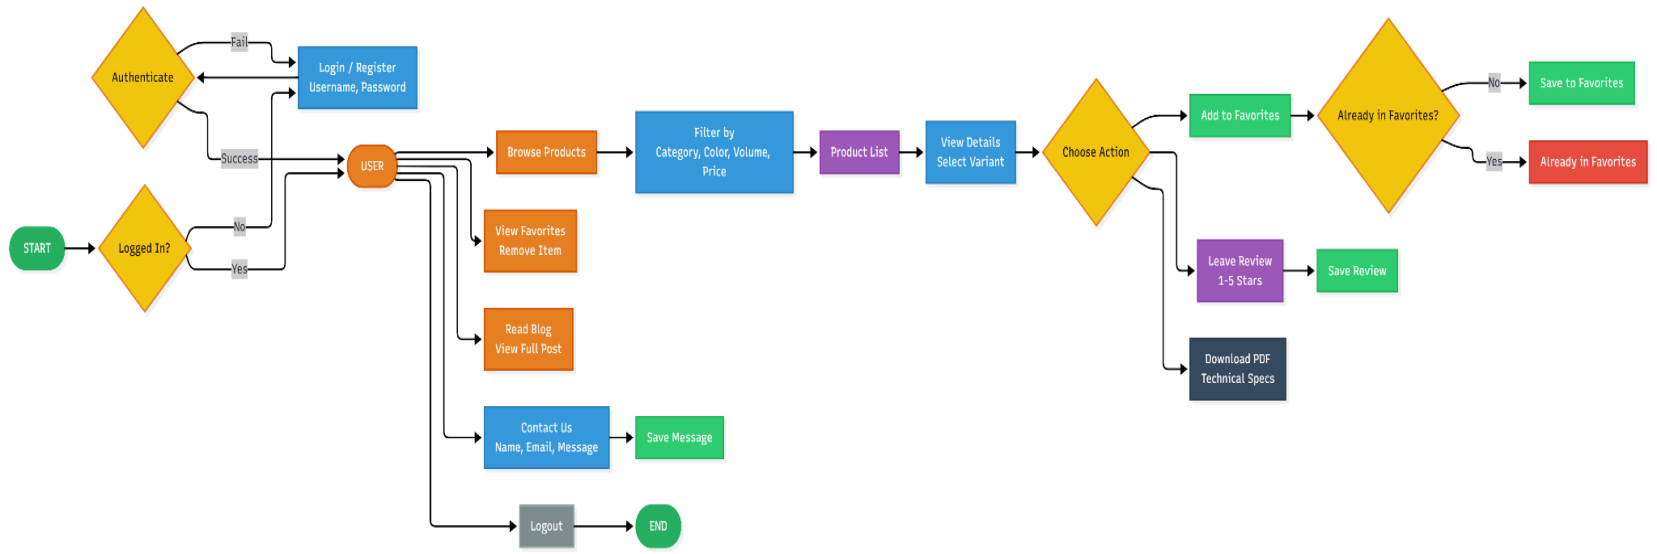 Authenticate
Fail
Login / Register
Username, Password
Success
START
Logged In?
No
Yes
USER
Browse Products
Filter by
Category, Color, Volume,
Price
Product List
View Details
Select Variant
Choose Action
Add to Favorites
Already in Favorites?
No
Save to Favorites
Yes
Already in Favorites
Leave Review
1-5 Stars
Save Review
Download PDF
Technical Specs
View Favorites
Remove Item
Read Blog
View Full Post
Contact Us
Name, Email, Message
Save Message
Logout
END